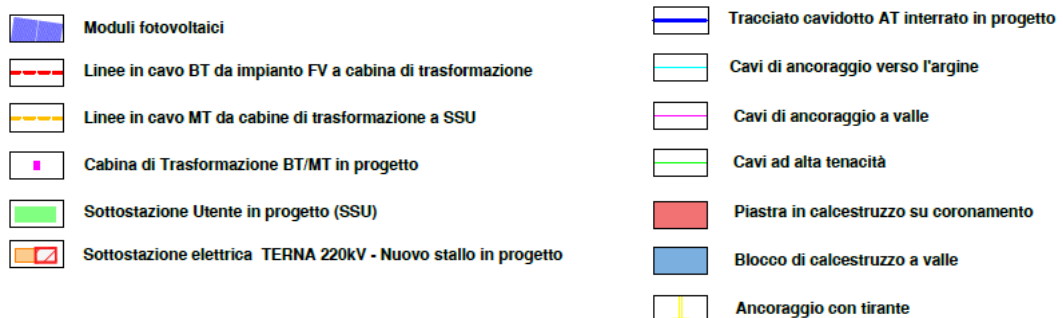 Moduli fotovoltaici
Linee in cavo BT da impianto FV a cabina di trasformazione
Linee in cavo MT da cabine di trasformazione a SSU
Cabina di Trasformazione BT/MT in progetto
Sottostazione Utente in progetto (SSU)
Sottostazione elettrica TERNA 220kV - Nuovo stallo in progetto
Tracciato cavidotto AT interrato in progetto
Cavi di ancoraggio verso l'argine
Cavi di ancoraggio a valle
Cavi ad alta tenacità
Piastra in calcestruzzo su coronamento
Blocco di calcestruzzo a valle
Ancoraggio con tirante